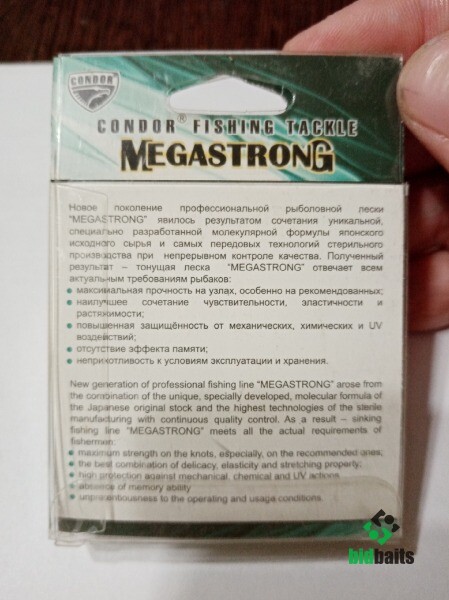 CONDOR
CONDOR® FISHING TACKLE
MEGASTRONG
Новое поколение профессиональной рыболовной лески
"MEGASTRONG" явилось результатом сочетания уникальной,
специально разработанной молекулярной формулы японского
исходного сырья и самых передовых технологий стерильного
производства при непрерывном контроле качества. Полученный
результат – тонущая леска "MEGASTRONG" отвечает всем
актуальным требованиям рыбаков:
● максимальная прочность на узлах, особенно на рекомендованных;
● наилучшее сочетание чувствительности, эластичности и
растяжимости;
● повышенная защищённость от механических, химических и UV
воздействий;
● отсутствие эффекта памяти;
● неприхотливость к условиям эксплуатации и хранения.
New generation of professional fishing line "MEGASTRONG" arose from
the combination of the unique, specially developed, molecular formula of
the Japanese original stock and the highest technologies of the sterile
manufacturing with continuous quality control. As a result – sinking
fishing line "MEGASTRONG" meets all the actual requirements of
fishermen:
● maximum strength on the knots, especially, on the recommended ones;
● the best combination of delicacy, elasticity and stretching property;
● high protection against mechanical, chemical and UV actions
● absence of memory ability
● unpretentiousness to the operating and usage conditions.
bidbaits